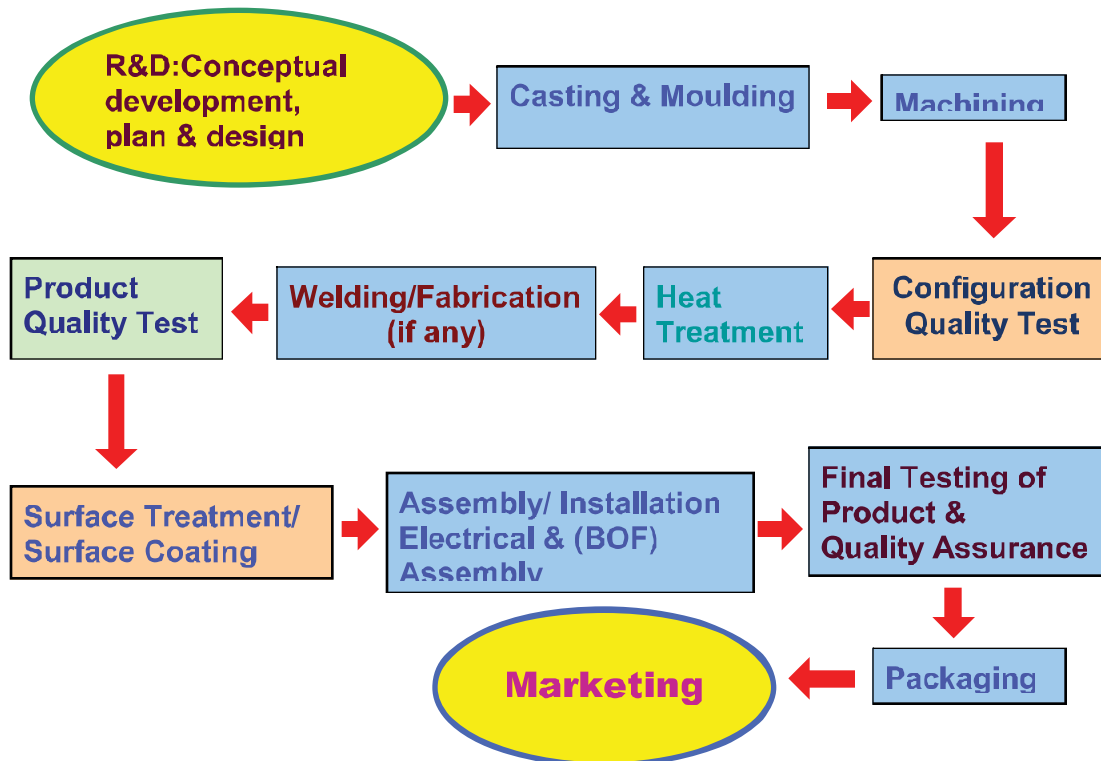 R&D:Conceptual
development,
plan & design
Casting & Moulding
Machining
Configuration
Quality Test
Heat
Treatment
Welding/Fabrication
(if any)
Product
Quality Test
Surface Treatment/
Surface Coating
Assembly/ Installation
Electrical & (BOF)
Assembly
Final Testing of
Product &
Quality Assurance
Packaging
Marketing